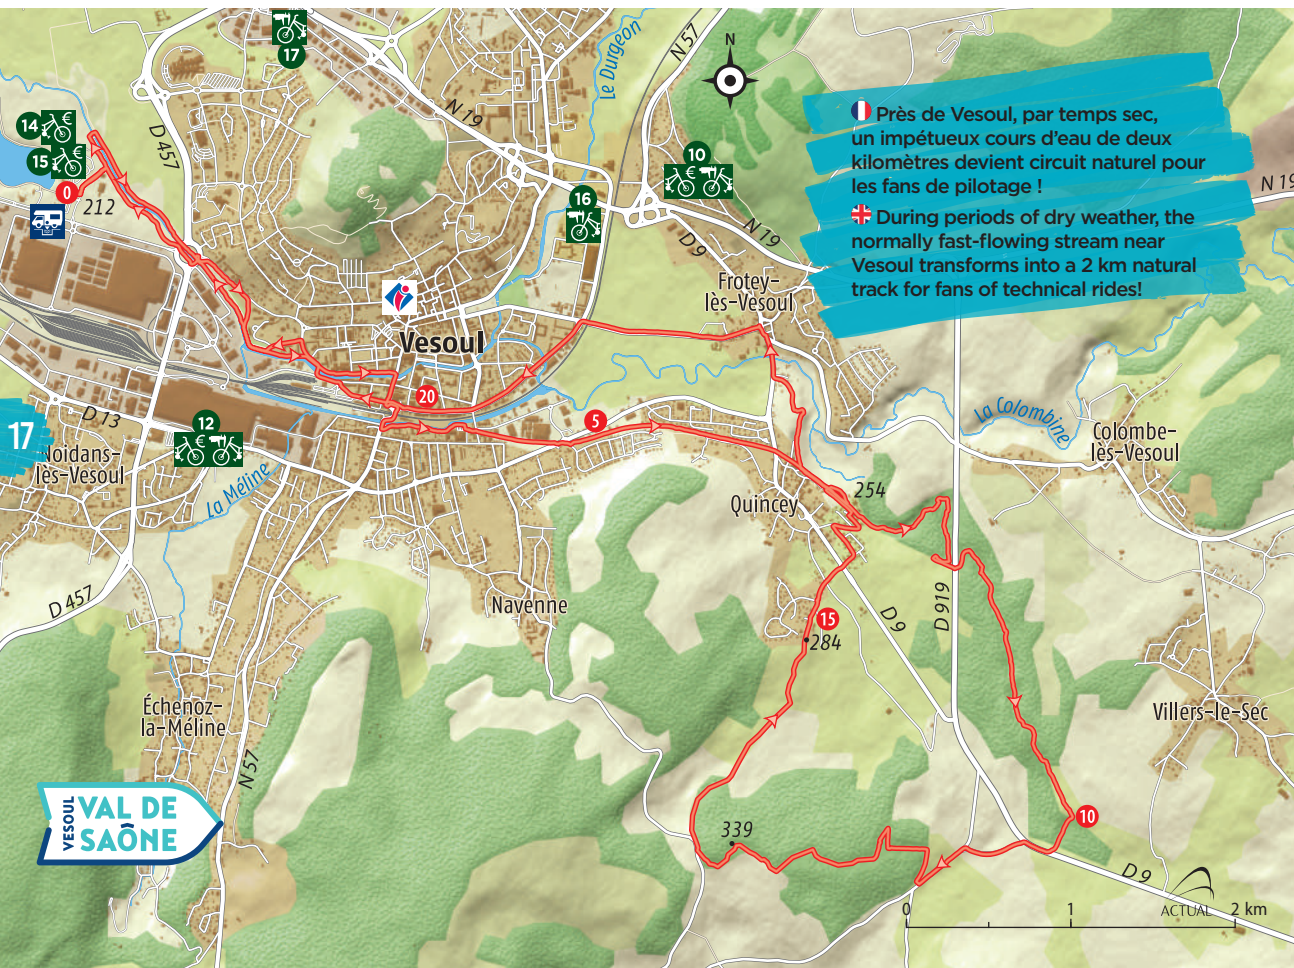 17
N 57
Le Durgeon
N
D 457
N 19
14
€
15
€
0
212
10
€
16
D 9
N 19
N 19
Près de Vesoul, par temps sec,
un impétueux cours d'eau de deux
kilomètres devient circuit naturel pour
les fans de pilotage !
During periods of dry weather, the
normally fast-flowing stream near
Vesoul transforms into a 2 km natural
track for fans of technical rides!
Frotey-
lès-Vesoul
Vesoul
20
5
D 13
12
€
17
Noidans-
lès-Vesoul
La Méline
La Colombine
Colombe-
lès-Vesoul
254
Quincey
D 457
Navenne
15
284
D 9
D 919
Échenoz-
la-Méline
Villers-le-Sec
N 57
VESOUL
VAL DE
SAÔNE
339
10
D 9
ACTUAL
0 1 2 km